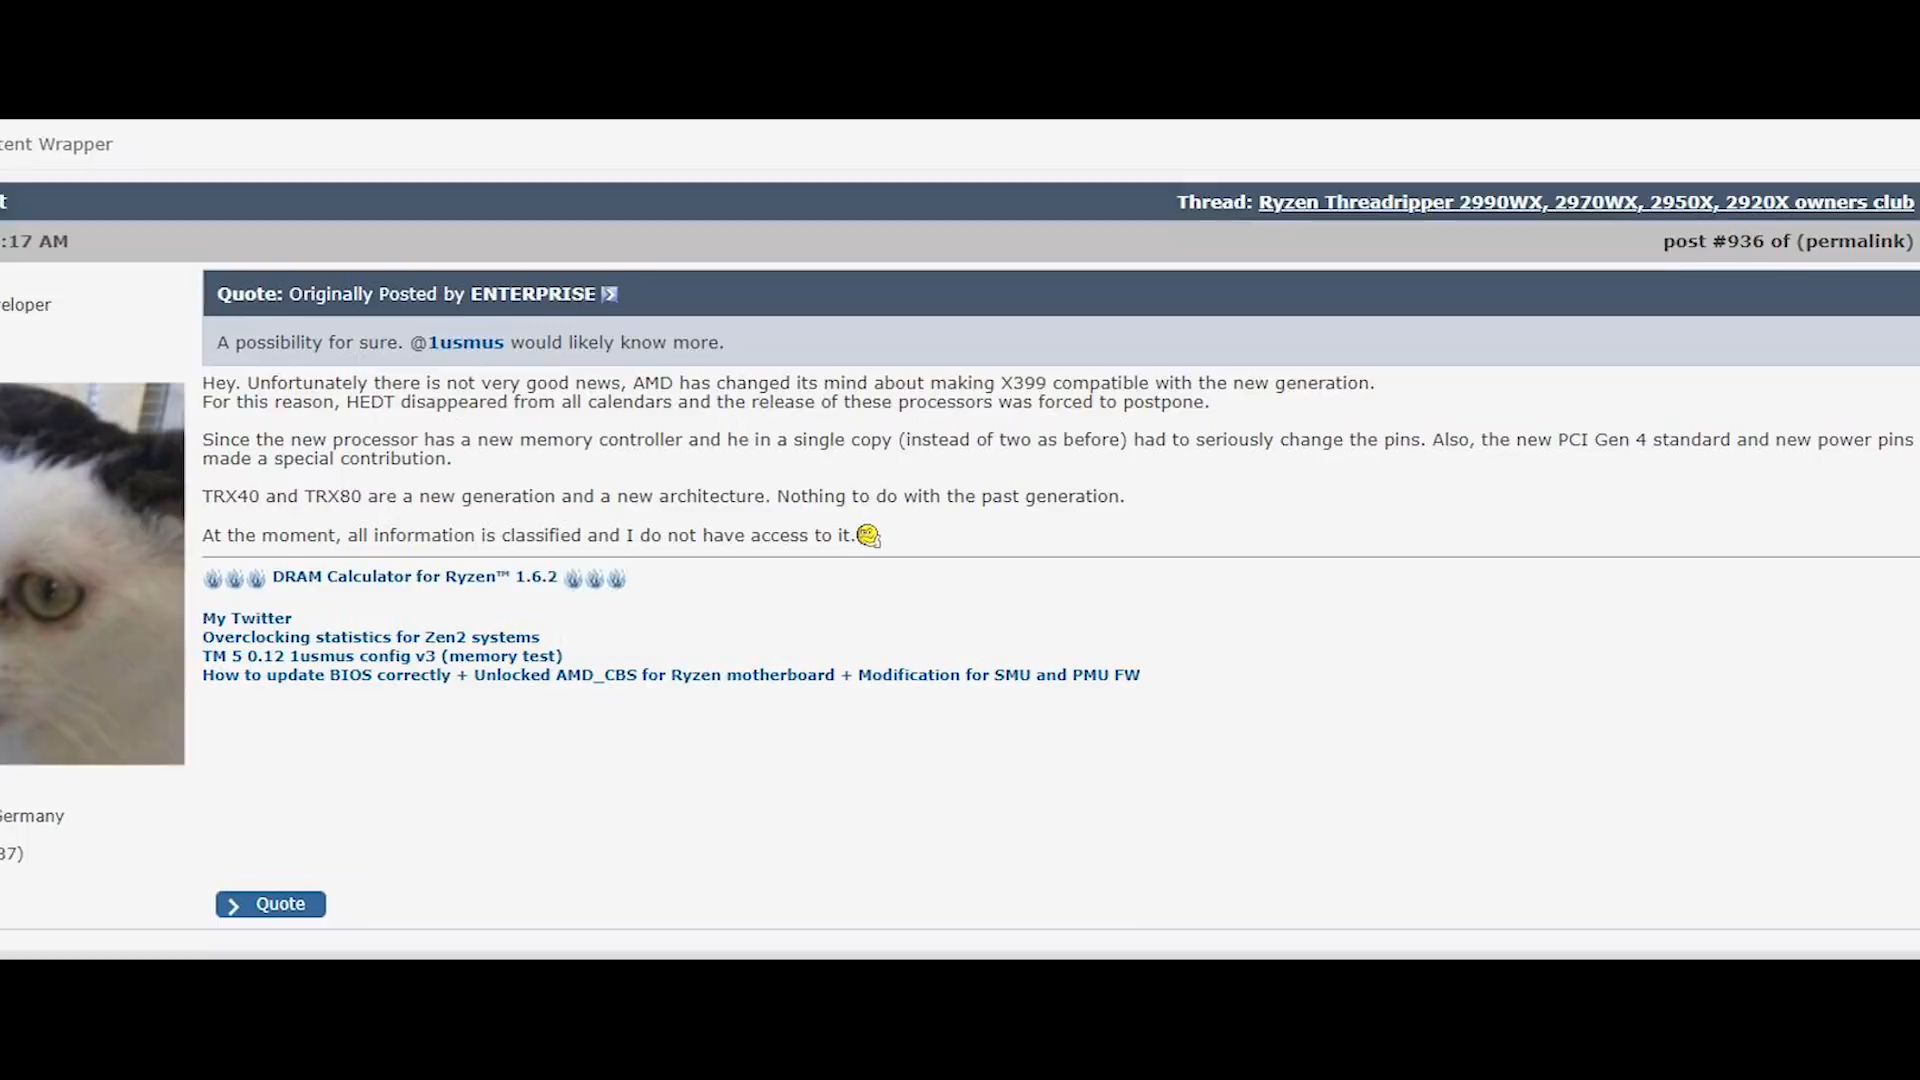 tent Wrapper
t
Thread: Ryzen Threadripper 2990WX, 2970WX, 2950X, 2920X owners club
:17 AM
post #936 of (permalink)
eloper
Quote: Originally Posted by ENTERPRISE
A possibility for sure. @1usmus would likely know more.
Hey. Unfortunately there is not very good news, AMD has changed its mind about making X399 compatible with the new generation.
For this reason, HEDT disappeared from all calendars and the release of these processors was forced to postpone.
Since the new processor has a new memory controller and he in a single copy (instead of two as before) had to seriously change the pins. Also, the new PCI Gen 4 standard and new power pins
made a special contribution.
TRX40 and TRX80 are a new generation and a new architecture. Nothing to do with the past generation.
At the moment, all information is classified and I do not have access to it.
DRAM Calculator for Ryzen™ 1.6.2
My Twitter
Overclocking statistics for Zen2 systems
TM 5 0.12 1usmus config v3 (memory test)
How to update BIOS correctly + Unlocked AMD_CBS for Ryzen motherboard + Modification for SMU and PMU FW
Germany
37)
Quote